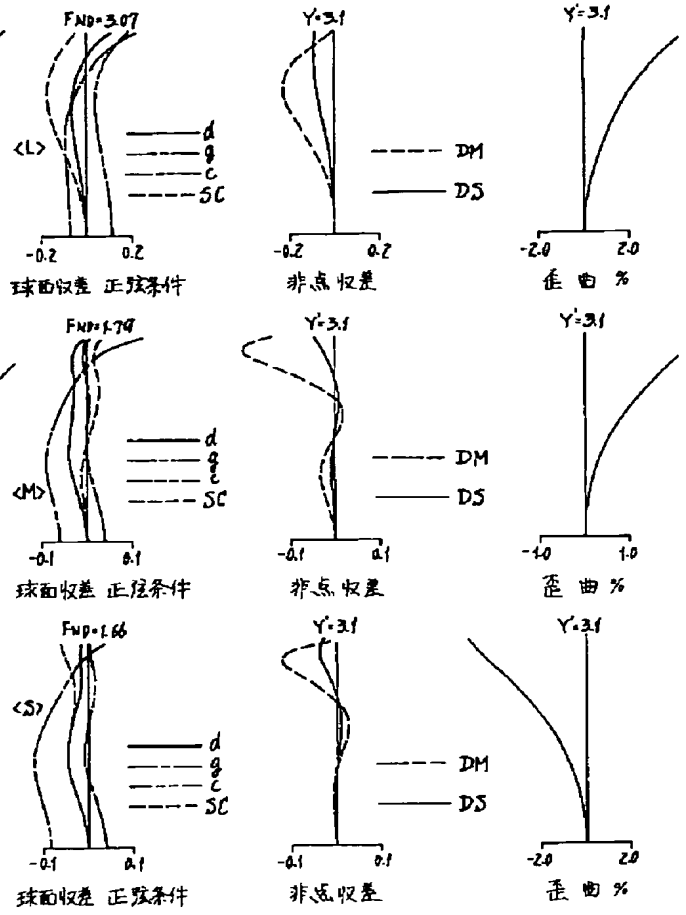 FNO=3.07
Y'=3.1
Y'=3.1
<L>
d
g
c
SC
DM
DS
-0.2 0.2
-0.2 0.2
-2.0 2.0
球面収差 正弦条件
非点収差
歪曲 %
FNO=1.79
Y'=3.1
Y'=3.1
<M>
d
g
c
SC
DM
DS
-0.1 0.1
-0.1 0.1
-1.0 1.0
球面収差 正弦条件
非点収差
歪曲 %
FNO=1.66
Y'=3.1
Y'=3.1
<S>
d
g
c
SC
DM
DS
-0.1 0.1
-0.1 0.1
-2.0 2.0
球面収差 正弦条件
非点収差
歪曲 %